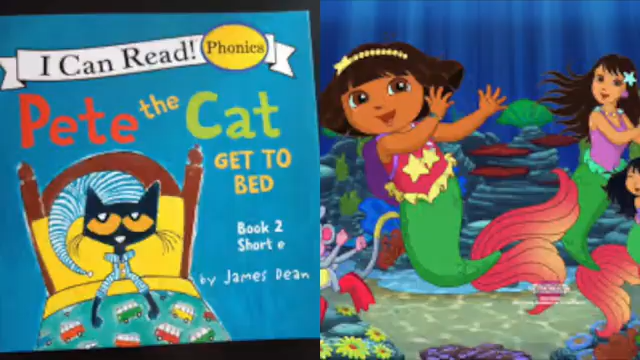 I Can Read! Phonics
Pete the Cat
GET TO
BED
Book 2
Short e
by James Dean